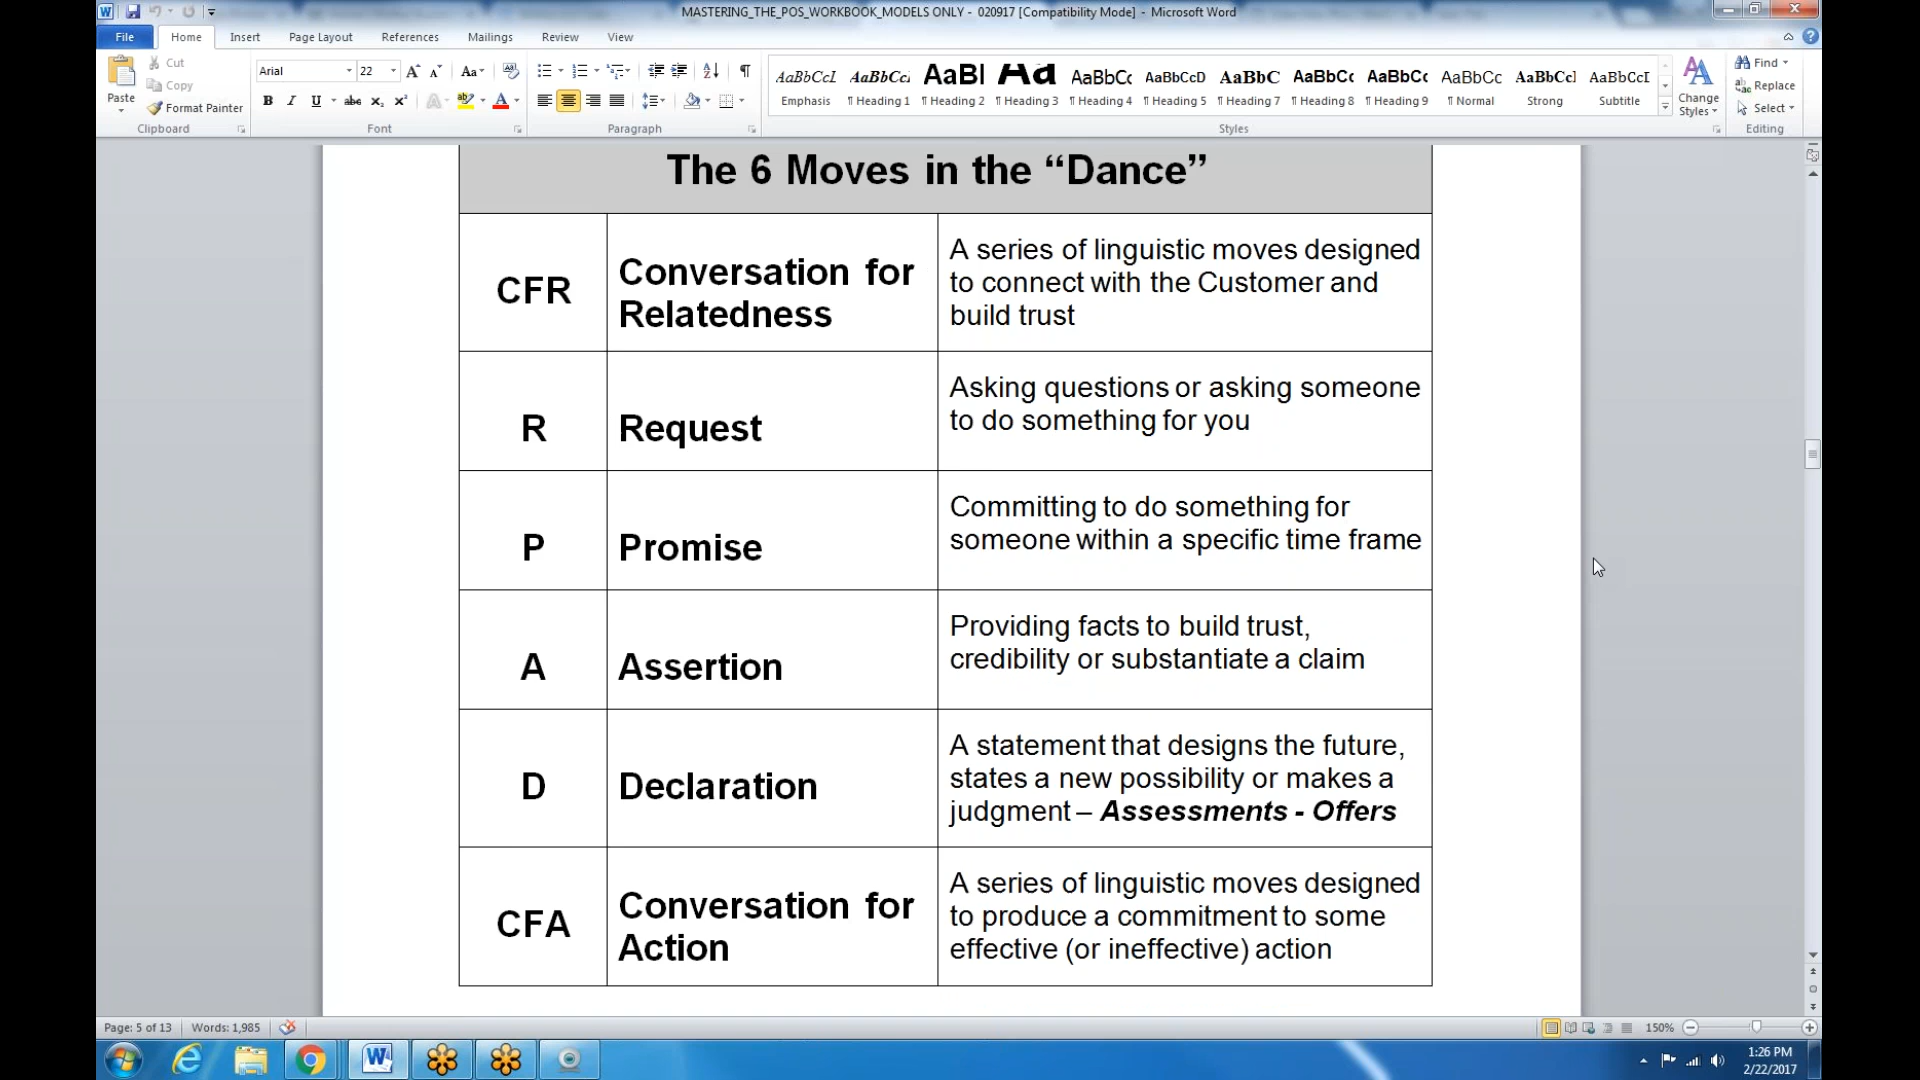 MASTERING_THE_POS_WORKBOOK_MODELS ONLY - 020917 [Compatibility Mode] - Microsoft Word
File Home Insert Page Layout References Mailings Review View
Paste
Cut
Copy
Format Painter
Clipboard
Arial 22
Font
Paragraph
AaBbCcI AaBbCc AaBl Aa AaBbCc AaBbCcD AaBbC AaBbCc AaBbCc AaBbCc AaBbCcl AaBbCcI
Emphasis ¶ Heading 1 ¶ Heading 2 ¶ Heading 3 ¶ Heading 4 ¶ Heading 5 ¶ Heading 7 ¶ Heading 8 ¶ Heading 9 ¶ Normal Strong Subtitle
Styles
Change
Styles
Find
Replace
Select
Editing
The 6 Moves in the “Dance”
CFR
Conversation for
Relatedness
A series of linguistic moves designed
to connect with the Customer and
build trust
R
Request
Asking questions or asking someone
to do something for you
P
Promise
Committing to do something for
someone within a specific time frame
A
Assertion
Providing facts to build trust,
credibility or substantiate a claim
D
Declaration
A statement that designs the future,
states a new possibility or makes a
judgment – Assessments - Offers
CFA
Conversation for
Action
A series of linguistic moves designed
to produce a commitment to some
effective (or ineffective) action
Page: 5 of 13 Words: 1,985
150%
1:26 PM
2/22/2017